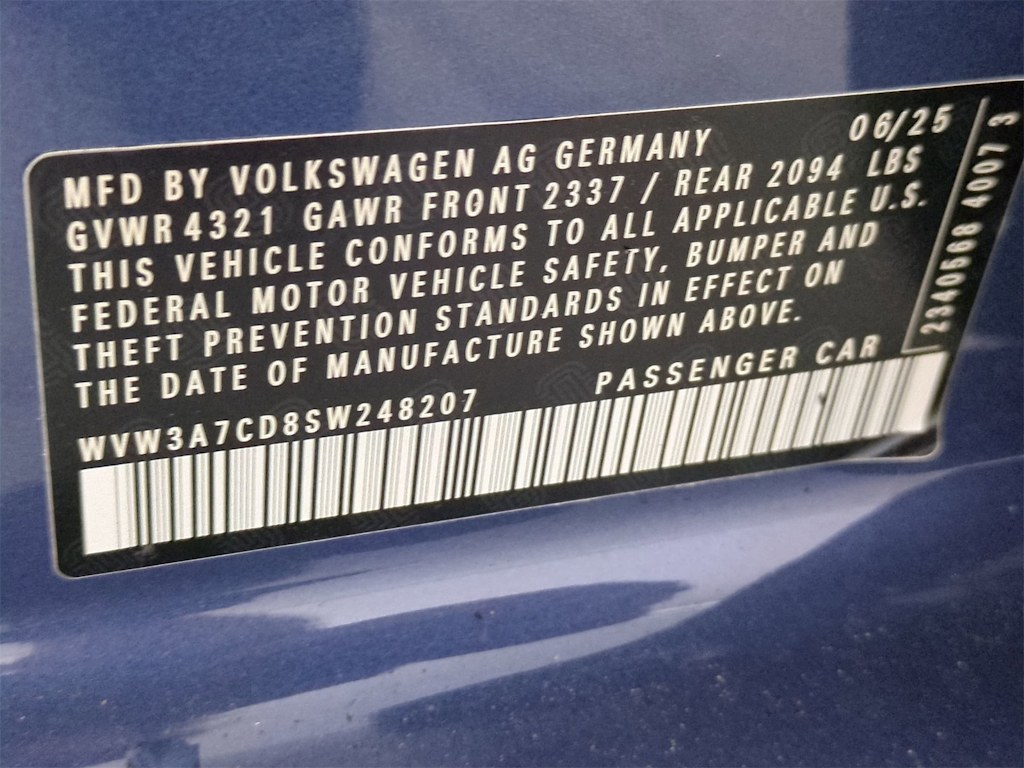 06/25
MFD BY VOLKSWAGEN AG GERMANY
GVWR 4321 GAWR FRONT 2337 / REAR 2094 LBS
THIS VEHICLE CONFORMS TO ALL APPLICABLE U.S.
FEDERAL MOTOR VEHICLE SAFETY, BUMPER AND
THEFT PREVENTION STANDARDS IN EFFECT ON
THE DATE OF MANUFACTURE SHOWN ABOVE.
WVW3A7CD8SW248207 PASSENGER CAR
2340568 4007 3